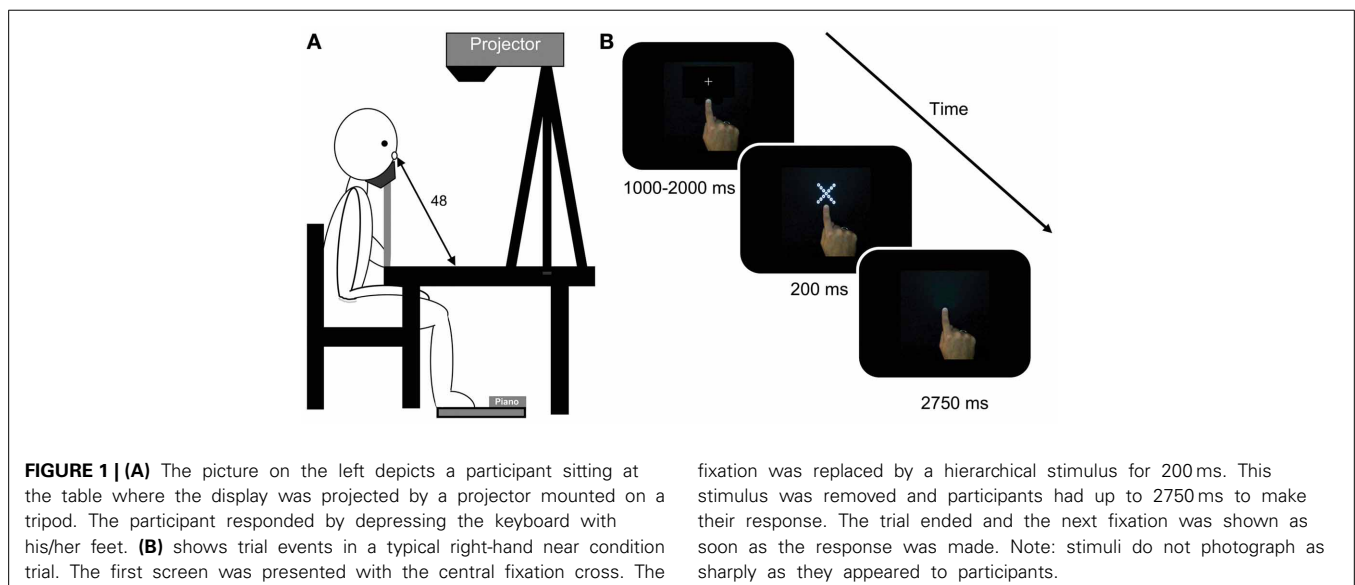 A
Projector
48
Piano
B
Time
1000-2000 ms
200 ms
2750 ms
FIGURE 1 | (A) The picture on the left depicts a participant sitting at
the table where the display was projected by a projector mounted on a
tripod. The participant responded by depressing the keyboard with
his/her feet. (B) shows trial events in a typical right-hand near condition
trial. The first screen was presented with the central fixation cross. The
fixation was replaced by a hierarchical stimulus for 200 ms. This
stimulus was removed and participants had up to 2750 ms to make
their response. The trial ended and the next fixation was shown as
soon as the response was made. Note: stimuli do not photograph as
sharply as they appeared to participants.